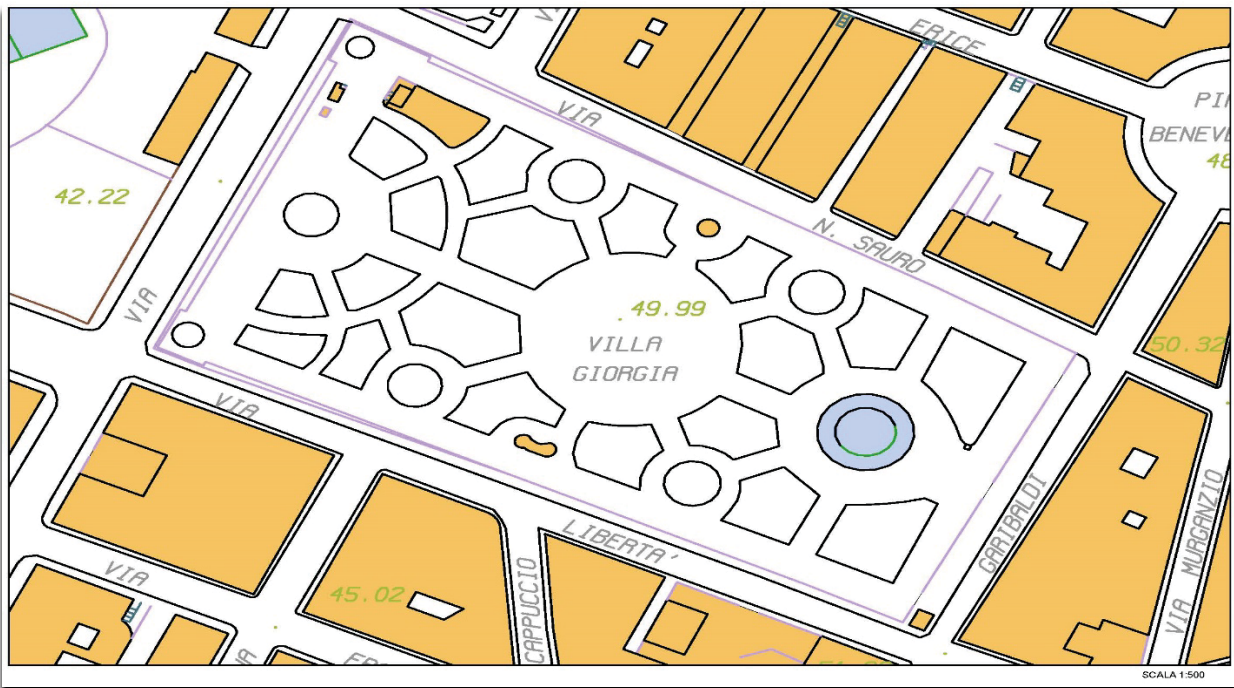 VIA
ERICE
VIA
BENEVE
48
42.22
N. SAURO
VIA
49.99
VILLA
GIORGIA
50.32
VIA
LIBERTA'
GARIBALDI
VIA MURGANZIO
VIA
45.02
CAPPUCCIO
SCALA 1:500